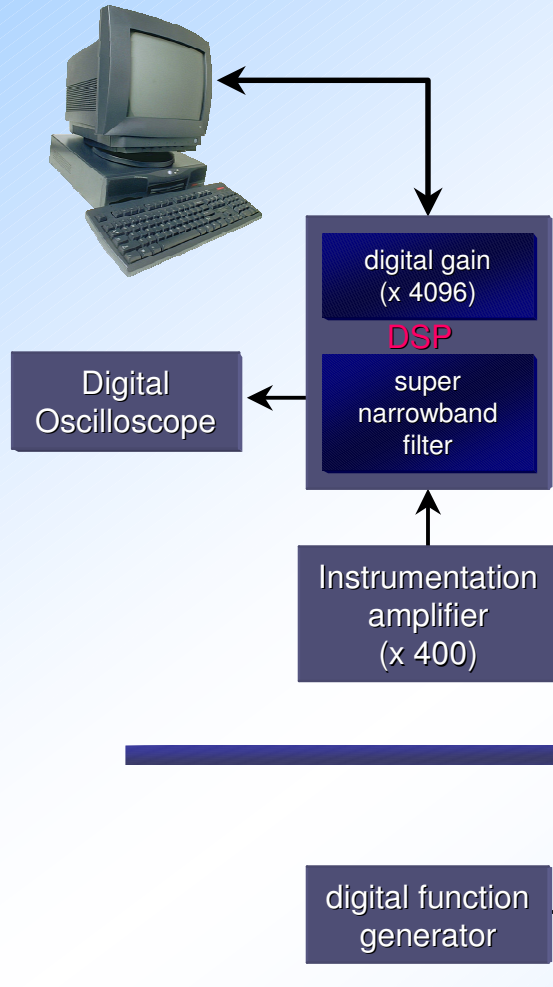 digital gain
(x 4096)
DSP
super
narrowband
filter
Digital
Oscilloscope
Instrumentation
amplifier
(x 400)
digital function
generator